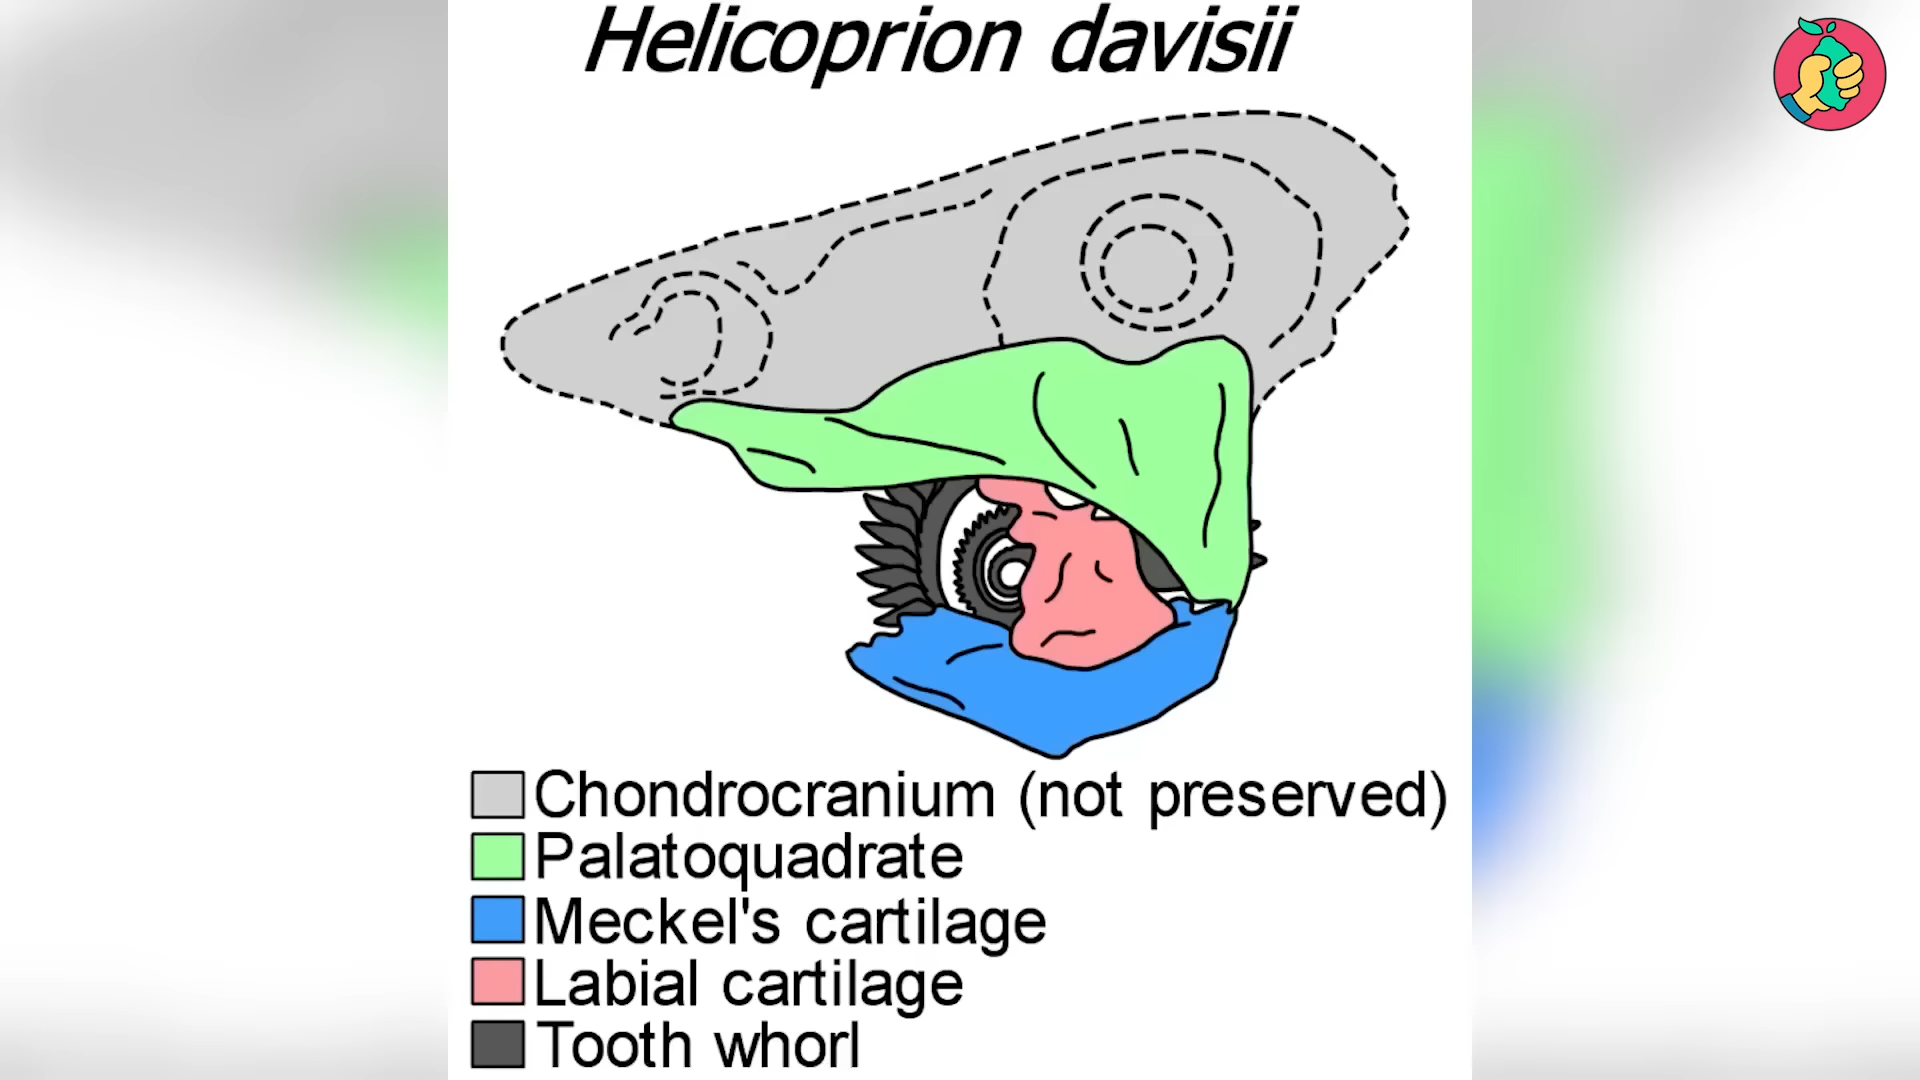 Helicoprion davisii
Chondrocranium (not preserved)
Palatoquadrate
Meckel's cartilage
Labial cartilage
Tooth whorl